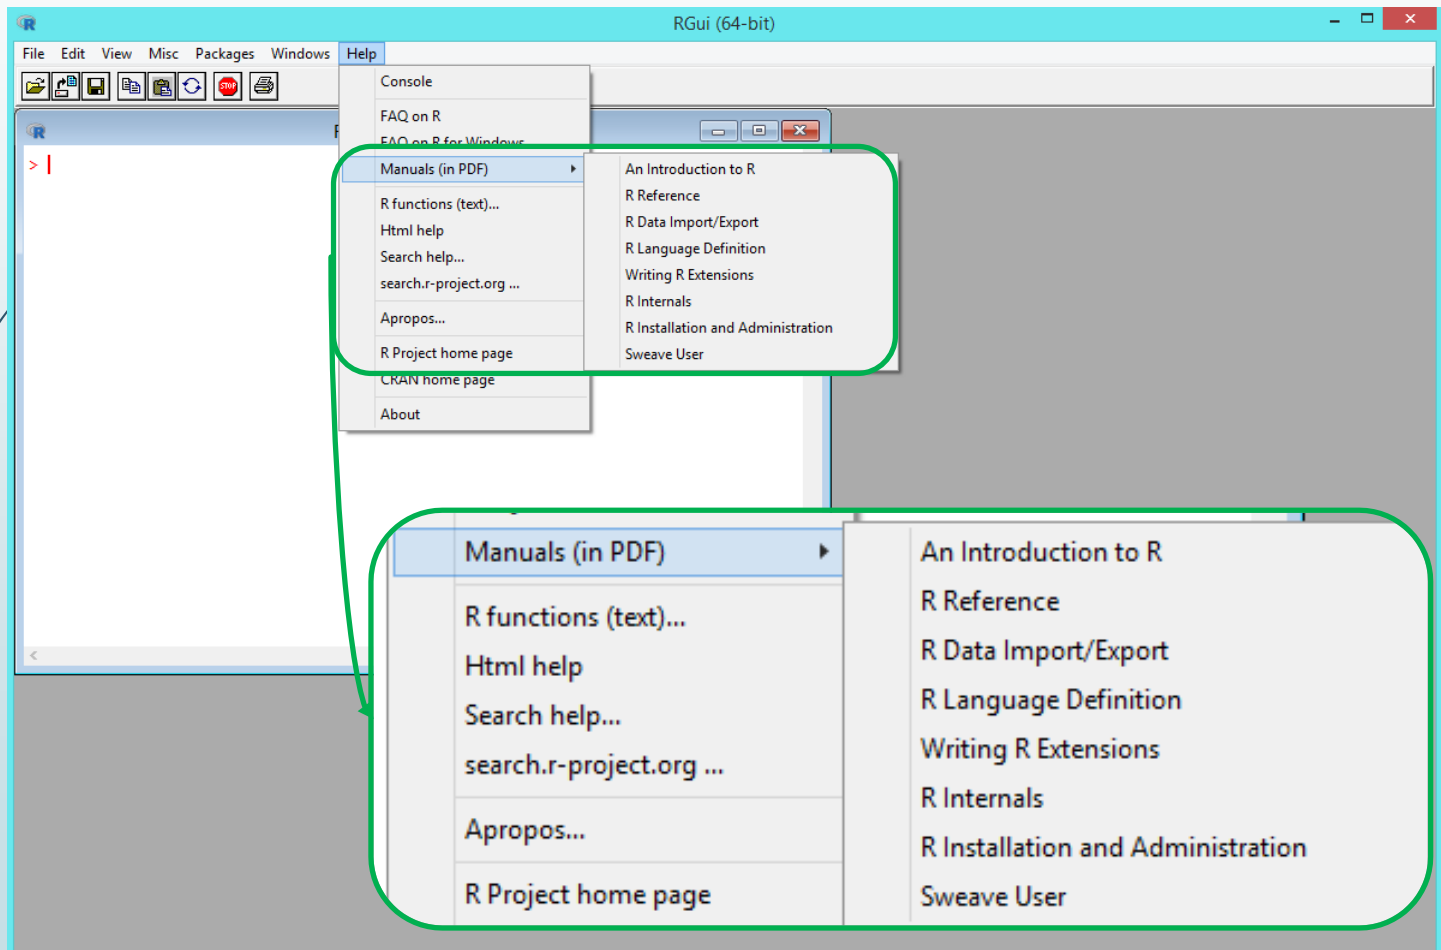 RGui (64-bit)
File Edit View Misc Packages Windows Help
Console
FAQ on R
FAQ on R for Windows
Manuals (in PDF)
R functions (text)...
Html help
Search help...
search.r-project.org ...
Apropos...
R Project home page
CRAN home page
About
An Introduction to R
R Reference
R Data Import/Export
R Language Definition
Writing R Extensions
R Internals
R Installation and Administration
Sweave User
STOP
>
Manuals (in PDF)
R functions (text)...
Html help
Search help...
search.r-project.org ...
Apropos...
R Project home page
An Introduction to R
R Reference
R Data Import/Export
R Language Definition
Writing R Extensions
R Internals
R Installation and Administration
Sweave User